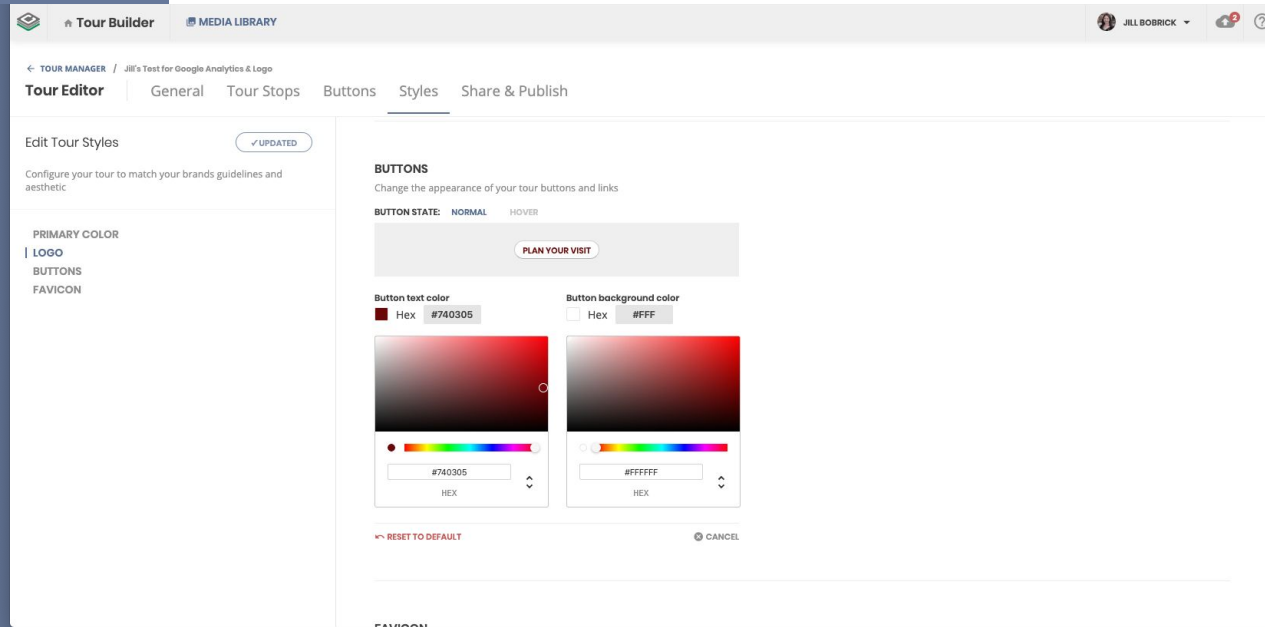 Tour Builder
MEDIA LIBRARY
JILL BOBRICK
2
?
← TOUR MANAGER / Jill's Test for Google Analytics & Logo
Tour Editor
General
Tour Stops
Buttons
Styles
Share & Publish
Edit Tour Styles
✓UPDATED
Configure your tour to match your brands guidelines and
aesthetic
PRIMARY COLOR
LOGO
BUTTONS
FAVICON
BUTTONS
Change the appearance of your tour buttons and links
BUTTON STATE: NORMAL HOVER
PLAN YOUR VISIT
Button text color
Hex #740305
Button background color
Hex #FFF
#740305
HEX
#FFFFFF
HEX
RESET TO DEFAULT
CANCEL
FAVICON